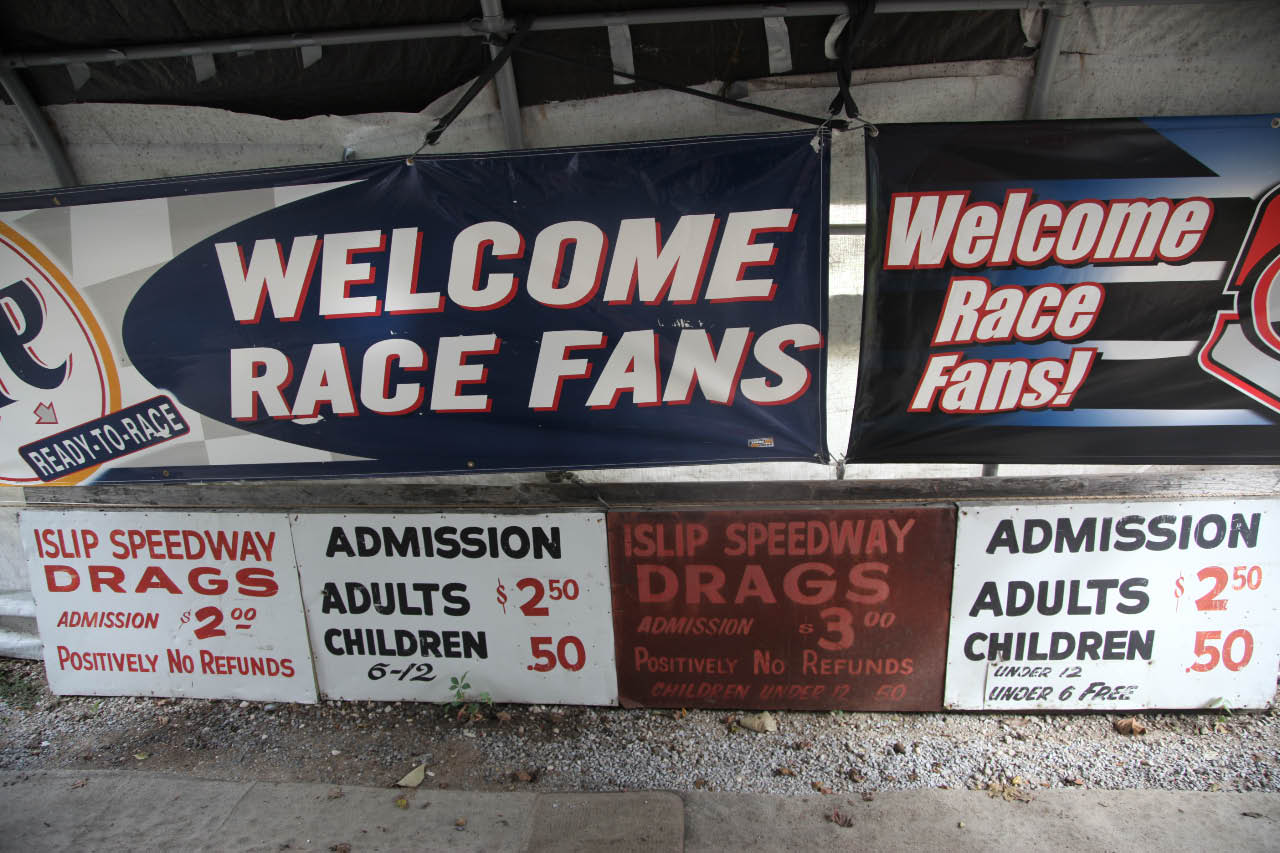 WELCOME
RACE FANS
READY-TO-RACE
Welcome
Race
Fans!
ISLIP SPEEDWAY
DRAGS
ADMISSION $2.00
POSITIVELY NO REFUNDS
ADMISSION
ADULTS $2.50
CHILDREN .50
6-12
ISLIP SPEEDWAY
DRAGS
ADMISSION $3.00
POSITIVELY NO REFUNDS
CHILDREN UNDER 12 .50
ADMISSION
ADULTS $2.50
CHILDREN .50
UNDER 12
UNDER 6 FREE